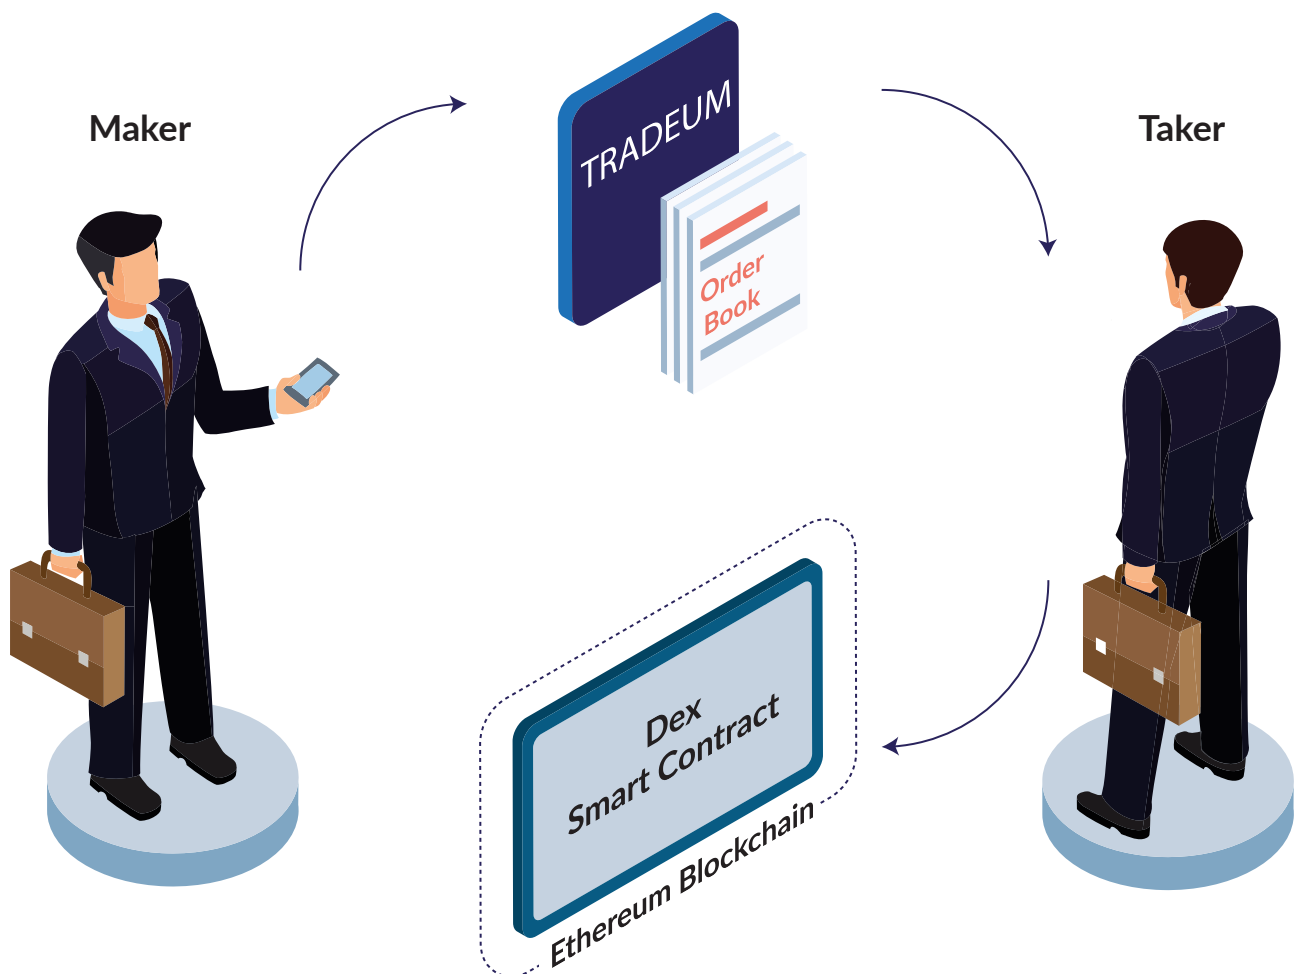 Maker
TRADEUM
Order
Book
Taker
Dex
Smart Contract
Ethereum Blockchain